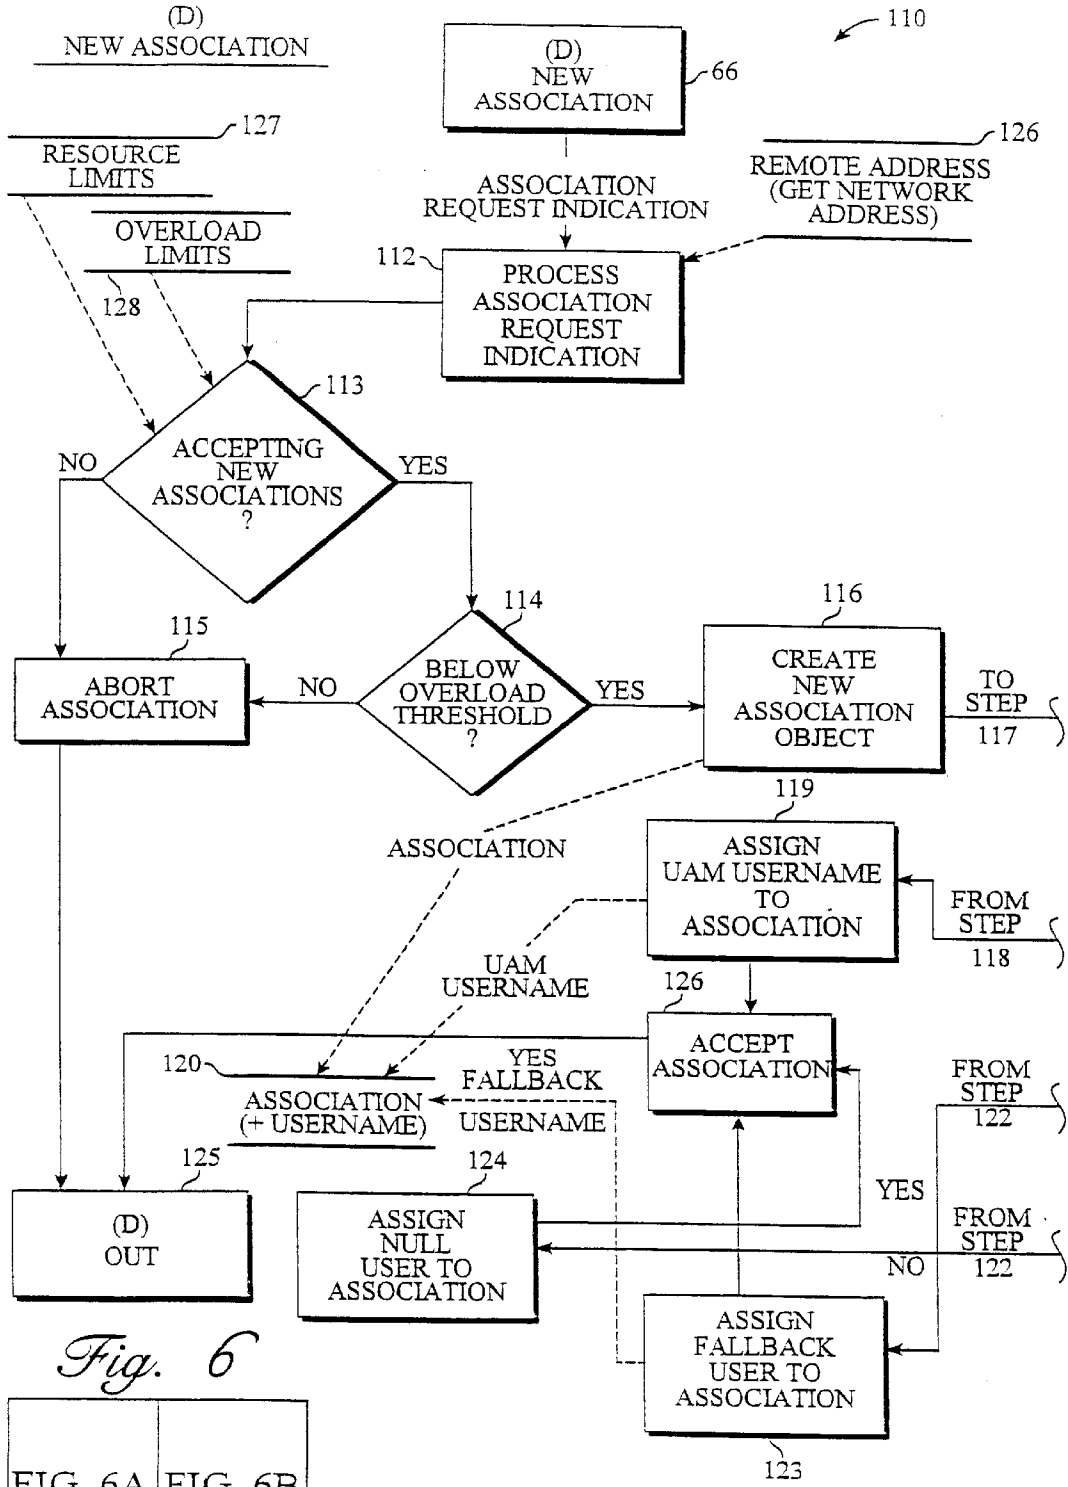 (D)
NEW ASSOCIATION
110
(D)
NEW
ASSOCIATION
66
127
RESOURCE
LIMITS
126
REMOTE ADDRESS
(GET NETWORK
ADDRESS)
ASSOCIATION
REQUEST INDICATION
OVERLOAD
LIMITS
128
112
PROCESS
ASSOCIATION
REQUEST
INDICATION
113
ACCEPTING
NEW
ASSOCIATIONS
?
NO
YES
114
BELOW
OVERLOAD
THRESHOLD
?
NO
YES
115
ABORT
ASSOCIATION
116
CREATE
NEW
ASSOCIATION
OBJECT
TO
STEP
117
119
ASSIGN
UAM USERNAME
TO
ASSOCIATION
ASSOCIATION
FROM
STEP
118
UAM
USERNAME
126
ACCEPT
ASSOCIATION
120
ASSOCIATION
(+ USERNAME)
YES
FALLBACK
USERNAME
FROM
STEP
122
125
(D)
OUT
124
ASSIGN
NULL
USER TO
ASSOCIATION
YES
FROM
STEP
122
NO
ASSIGN
FALLBACK
USER TO
ASSOCIATION
123
Fig. 6
FIG. 6A FIG. 6B